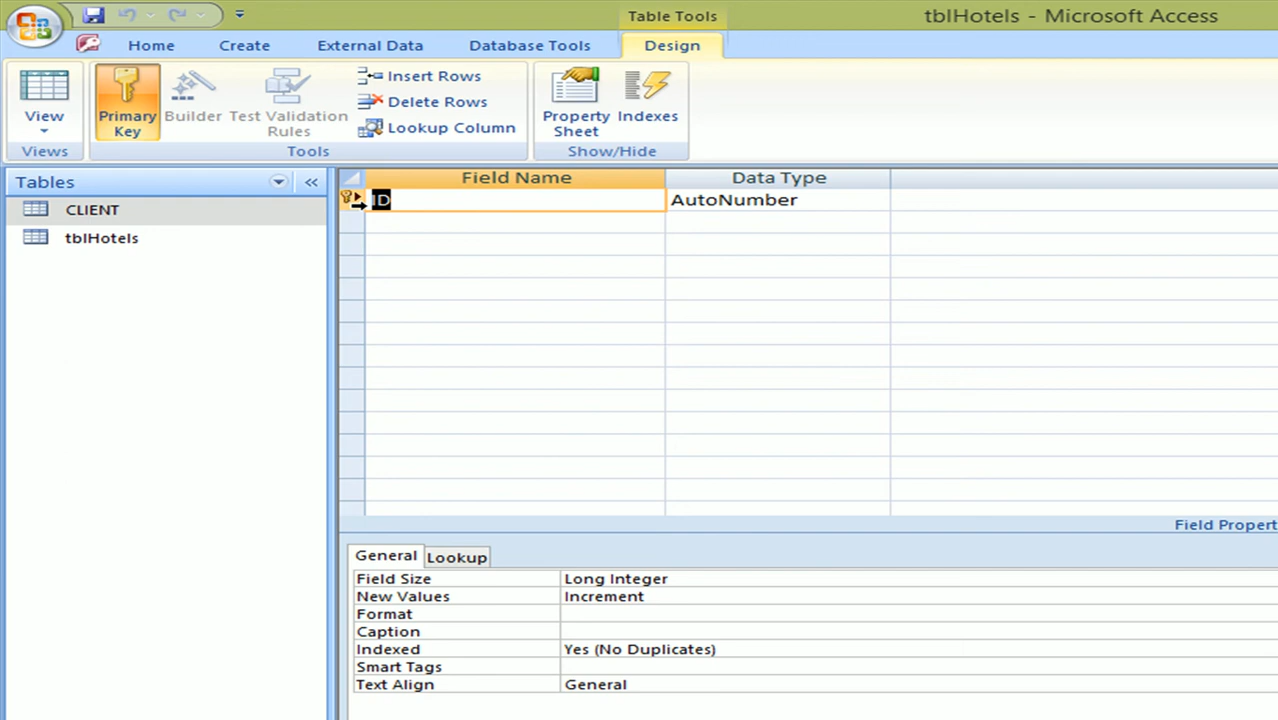 Table Tools
tblHotels - Microsoft Access
Home
Create
External Data
Database Tools
Design
View
Primary
Key
Builder
Test Validation
Rules
Insert Rows
Delete Rows
Lookup Column
Property
Sheet
Indexes
Views
Tools
Show/Hide
Tables
CLIENT
tblHotels
Field Name
Data Type
ID
AutoNumber
Field Propert
General
Lookup
Field Size
Long Integer
New Values
Increment
Format
Caption
Indexed
Yes (No Duplicates)
Smart Tags
Text Align
General